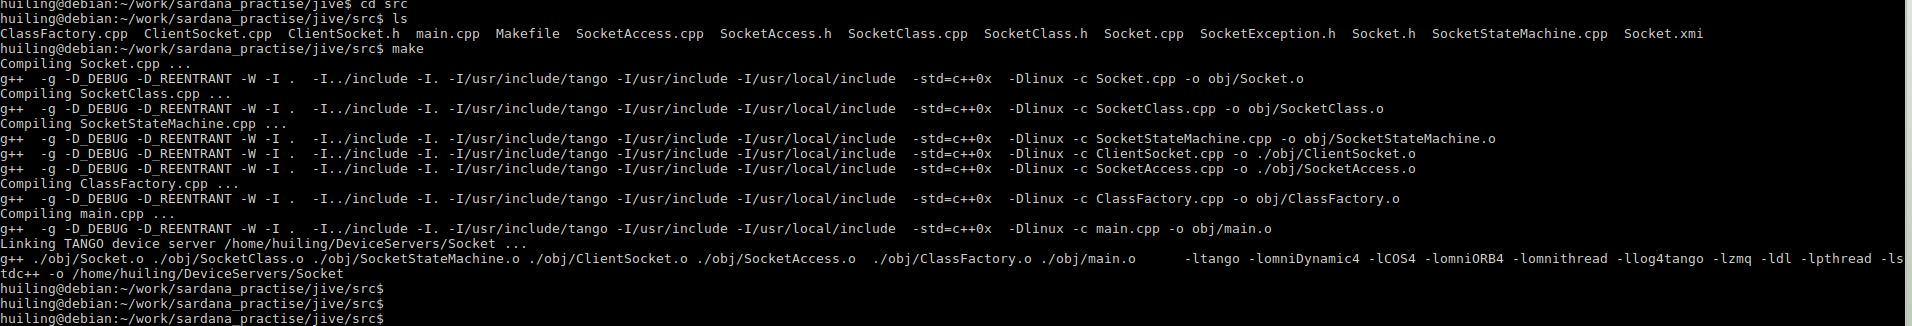 huiling@debian:~/work/sardana_practise/jive$ cd src
huiling@debian:~/work/sardana_practise/jive/src$ ls
ClassFactory.cpp  ClientSocket.cpp  ClientSocket.h  main.cpp  Makefile  SocketAccess.cpp  SocketAccess.h  SocketClass.cpp  SocketClass.h  Socket.cpp  SocketException.h  Socket.h  SocketStateMachine.cpp  Socket.xmi
huiling@debian:~/work/sardana_practise/jive/src$ make
Compiling Socket.cpp ...
g++  -g -D_DEBUG -D_REENTRANT -W -I .  -I../include -I. -I/usr/include/tango -I/usr/include -I/usr/local/include  -std=c++0x  -Dlinux -c Socket.cpp -o obj/Socket.o
Compiling SocketClass.cpp ...
g++  -g -D_DEBUG -D_REENTRANT -W -I .  -I../include -I. -I/usr/include/tango -I/usr/include -I/usr/local/include  -std=c++0x  -Dlinux -c SocketClass.cpp -o obj/SocketClass.o
Compiling SocketStateMachine.cpp ...
g++  -g -D_DEBUG -D_REENTRANT -W -I .  -I../include -I. -I/usr/include/tango -I/usr/include -I/usr/local/include  -std=c++0x  -Dlinux -c SocketStateMachine.cpp -o obj/SocketStateMachine.o
g++  -g -D_DEBUG -D_REENTRANT -W -I .  -I../include -I. -I/usr/include/tango -I/usr/include -I/usr/local/include  -std=c++0x  -Dlinux -c ClientSocket.cpp -o ./obj/ClientSocket.o
g++  -g -D_DEBUG -D_REENTRANT -W -I .  -I../include -I. -I/usr/include/tango -I/usr/include -I/usr/local/include  -std=c++0x  -Dlinux -c SocketAccess.cpp -o ./obj/SocketAccess.o
Compiling ClassFactory.cpp ...
g++  -g -D_DEBUG -D_REENTRANT -W -I .  -I../include -I. -I/usr/include/tango -I/usr/include -I/usr/local/include  -std=c++0x  -Dlinux -c ClassFactory.cpp -o obj/ClassFactory.o
Compiling main.cpp ...
g++  -g -D_DEBUG -D_REENTRANT -W -I .  -I../include -I. -I/usr/include/tango -I/usr/include -I/usr/local/include  -std=c++0x  -Dlinux -c main.cpp -o obj/main.o
Linking TANGO device server /home/huiling/DeviceServers/Socket ...
g++ ./obj/Socket.o ./obj/SocketClass.o ./obj/SocketStateMachine.o ./obj/ClientSocket.o ./obj/SocketAccess.o  ./obj/ClassFactory.o ./obj/main.o      -ltango -lomniDynamic4 -lCOS4 -lomniORB4 -lomnithread -llog4tango -lzmq -ldl -lpthread -ls
tdc++ -o /home/huiling/DeviceServers/Socket
huiling@debian:~/work/sardana_practise/jive/src$
huiling@debian:~/work/sardana_practise/jive/src$
huiling@debian:~/work/sardana_practise/jive/src$